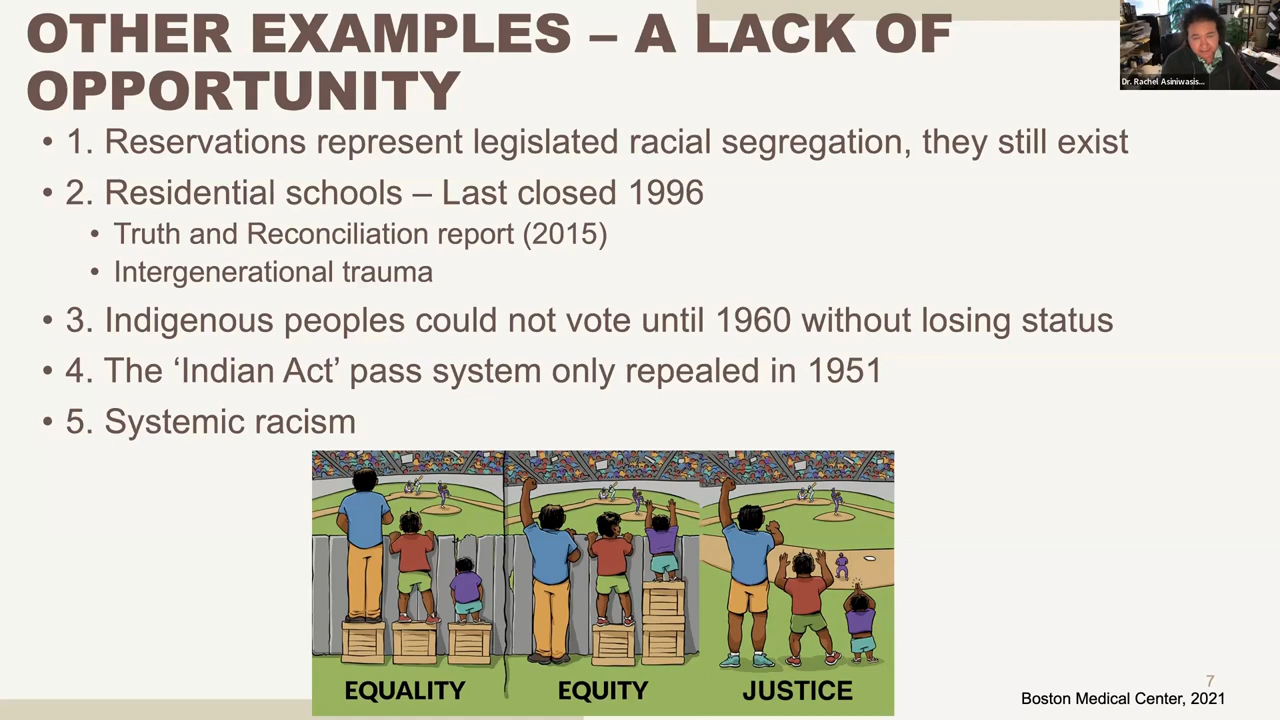 OTHER EXAMPLES – A LACK OF
OPPORTUNITY
Dr. Rachel Asiniwasis...
• 1. Reservations represent legislated racial segregation, they still exist
• 2. Residential schools – Last closed 1996
• Truth and Reconciliation report (2015)
• Intergenerational trauma
• 3. Indigenous peoples could not vote until 1960 without losing status
• 4. The ‘Indian Act’ pass system only repealed in 1951
• 5. Systemic racism
EQUALITY
EQUITY
JUSTICE
7
Boston Medical Center, 2021